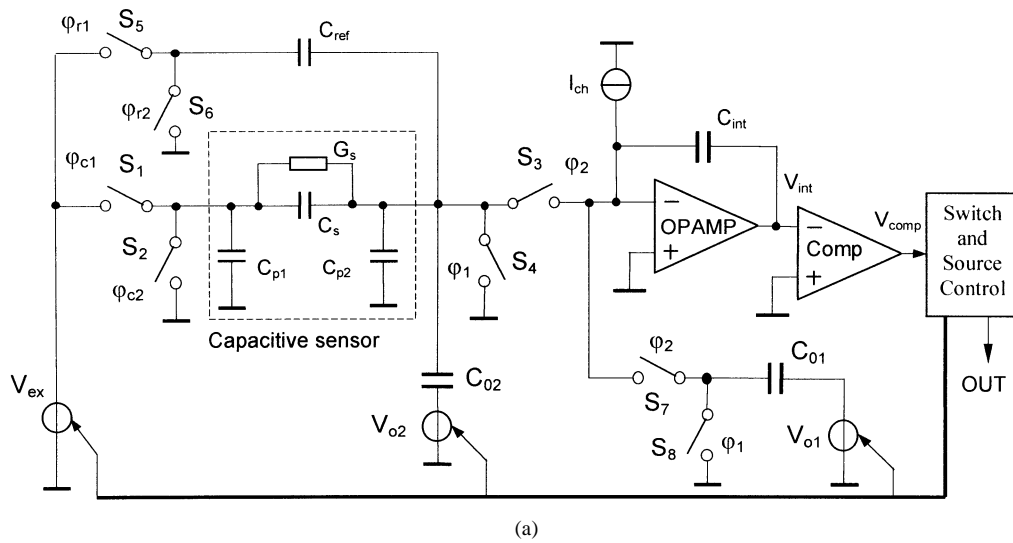 φr1 S5 Cref
φr2 S6
Ich
Cint
φc1 S1 Gs S3 φ2
Vint
Cs
S2 Cp1 Cp2 φ1 S4
φc2
− OPAMP +
− Comp +
Vcomp
Switch
and
Source
Control
Capacitive sensor
OUT
φ2 C01
S7
Vex C02
Vo2 S8 φ1 Vo1
(a)